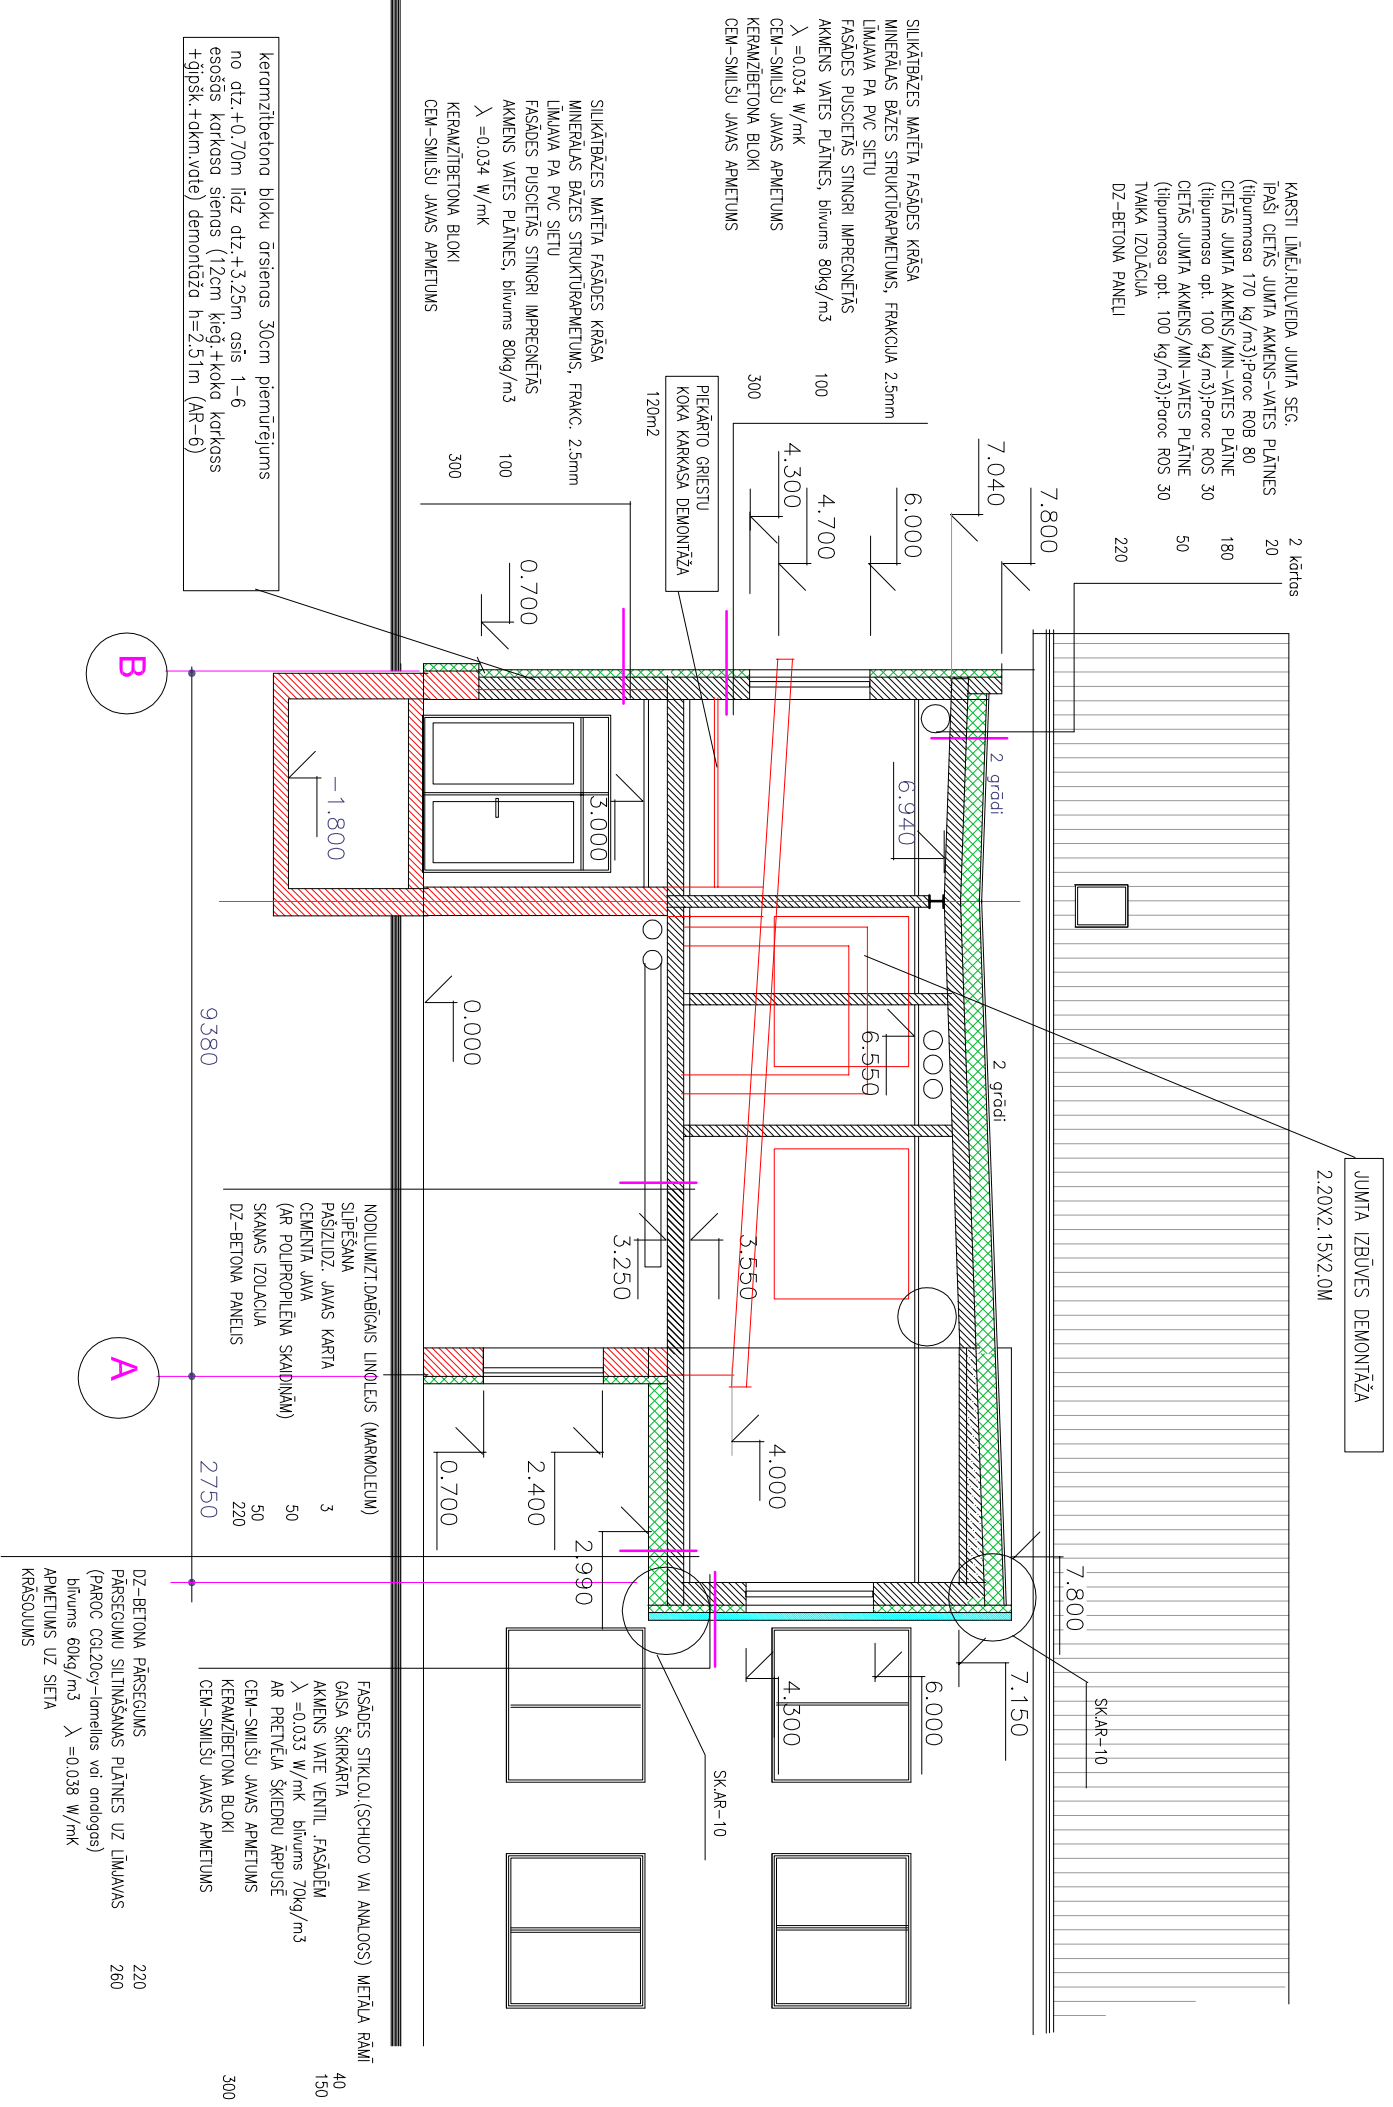 KARSTI LĪMĒJ.RUĻVEIDA JUMTA SEG. 2 kārtas
ĪPAŠI CIETĀS JUMTA AKMENS-VATES PLĀTNES 20
(tilpummasa 170 kg/m3);Paroc ROB 80
CIETĀS JUMTA AKMENS/MIN-VATES PLĀTNE 180
(tilpummasa apt. 100 kg/m3);Paroc ROS 30
CIETĀS JUMTA AKMENS/MIN-VATES PLĀTNE 50
(tilpummasa apt. 100 kg/m3);Paroc ROS 30
TVAIKA IZOLĀCIJA
DZ-BETONA PANEĻI 220
SILIKĀTBĀZES MATĒTA FASĀDES KRĀSA
MINERĀLAS BĀZES STRUKTŪRAPMETUMS, FRAKCIJA 2.5mm
LĪMJAVA PA PVC SIETU
FASĀDES PUSCIETĀS STINGRI IMPREGNĒTĀS
AKMENS VATES PLĀTNES, blīvums 80kg/m3 100
λ =0.034 W/mK
CEM-SMILŠU JAVAS APMETUMS
KERAMZĪBETONA BLOKI 300
CEM-SMILŠU JAVAS APMETUMS
SILIKĀTBĀZES MATĒTA FASĀDES KRĀSA
MINERĀLAS BĀZES STRUKTŪRAPMETUMS, FRAKC. 2.5mm
LĪMJAVA PA PVC SIETU
FASĀDES PUSCIETĀS STINGRI IMPREGNĒTĀS
AKMENS VATES PLĀTNES, blīvums 80kg/m3 100
λ =0.034 W/mK
KERAMZĪTBETONA BLOKI 300
CEM-SMILŠU JAVAS APMETUMS
keramzītbetona bloku ārsienas 30cm piemūrējums
no atz.+0.70m līdz atz.+3.25m asīs 1-6
esošās karkasa sienas (12cm ķieģ.+koka karkass
+ģipšk.+akm.vate) demontāža h=2.51m (AR-6)
PIEKĀRTO GRIESTU
KOKA KARKASA DEMONTĀŽA
120m2
7.800
7.040
6.000
4.700
4.300
0.700
2 grādi
6.940
3.000
-1.800
2 grādi
6.550
0.000
3.550
3.250
4.000
0.700
2.400
2.990
7.800
7.150
6.000
4.300
SK.AR-10
SK.AR-10
JUMTA IZBŪVES DEMONTĀŽA
2.20X2.15X2.0M
B
9380
A
2750
NODILUMIZT.DABĪGAIS LINOLEJS (MARMOLEUM)
SLĪPĒŠANA
PAŠIZLIDZ. JAVAS KARTA 3
CEMENTA JAVA
(AR POLIPROPILĒNA SKAIDIŅĀM) 50
SKAŅAS IZOLACIJA 50
DZ-BETONA PANELIS 220
DZ-BETONA PĀRSEGUMS 220
PĀRSEGUMU SILTINĀŠANAS PLĀTNES UZ LĪMJAVAS 260
(PAROC CGL20cy-lamellas vai analogas)
blīvums 60kg/m3 λ =0.038 W/mK
APMETUMS UZ SIETA
KRĀSOJUMS
FASĀDES STIKLOJ.(SCHUCO VAI ANALOGS) METĀLA RĀMĪ
GAISA ŠĶIRKĀRTA 40
AKMENS VATE VENTIL .FASĀDĒM 150
λ =0.033 W/mK blīvums 70kg/m3
AR PRETVĒJA ŠĶIEDRU ĀRPUSĒ
CEM-SMILŠU JAVAS APMETUMS
KERAMZĪBETONA BLOKI 300
CEM-SMILŠU JAVAS APMETUMS